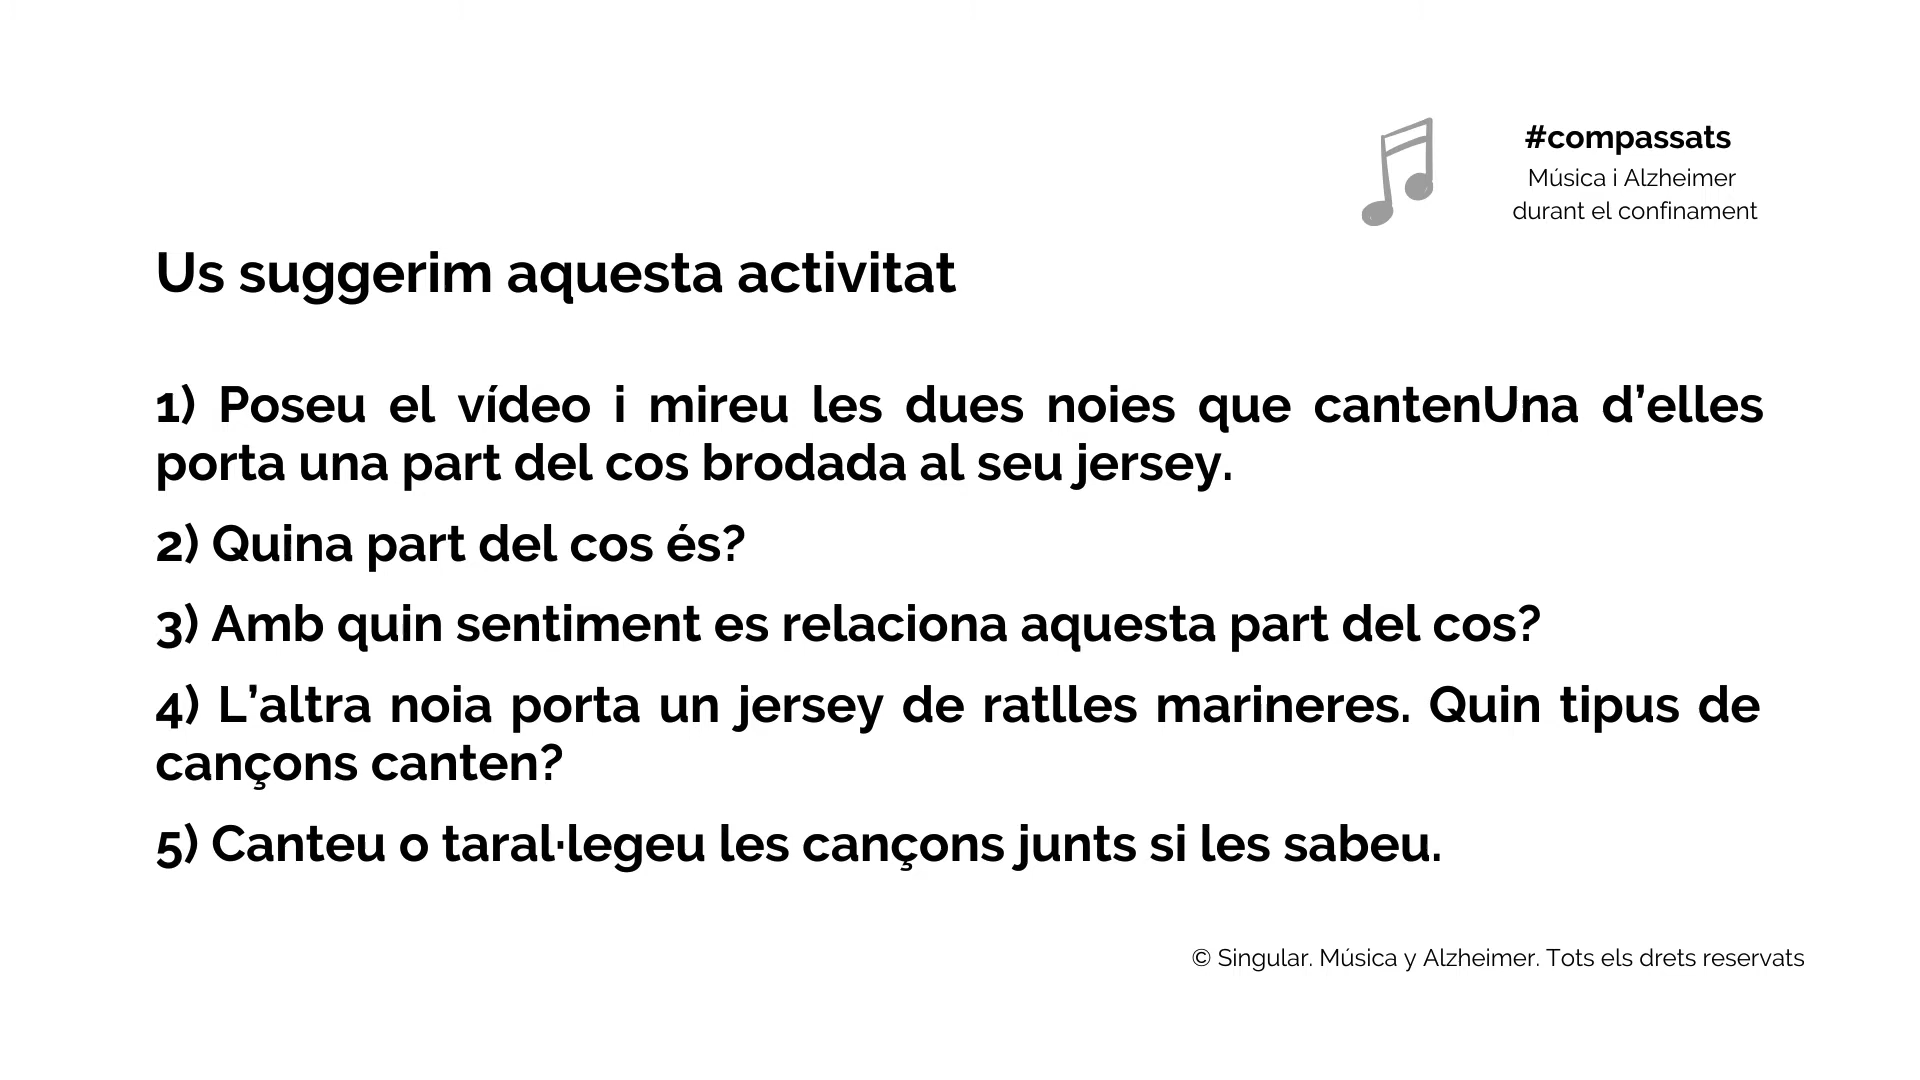 #compassats
Música i Alzheimer
durant el confinament
Us suggerim aquesta activitat
1) Poseu el vídeo i mireu les dues noies que cantenUna d’elles
porta una part del cos brodada al seu jersey.
2) Quina part del cos és?
3) Amb quin sentiment es relaciona aquesta part del cos?
4) L’altra noia porta un jersey de ratlles marineres. Quin tipus de
cançons canten?
5) Canteu o taral·legeu les cançons junts si les sabeu.
© Singular. Música y Alzheimer. Tots els drets reservats